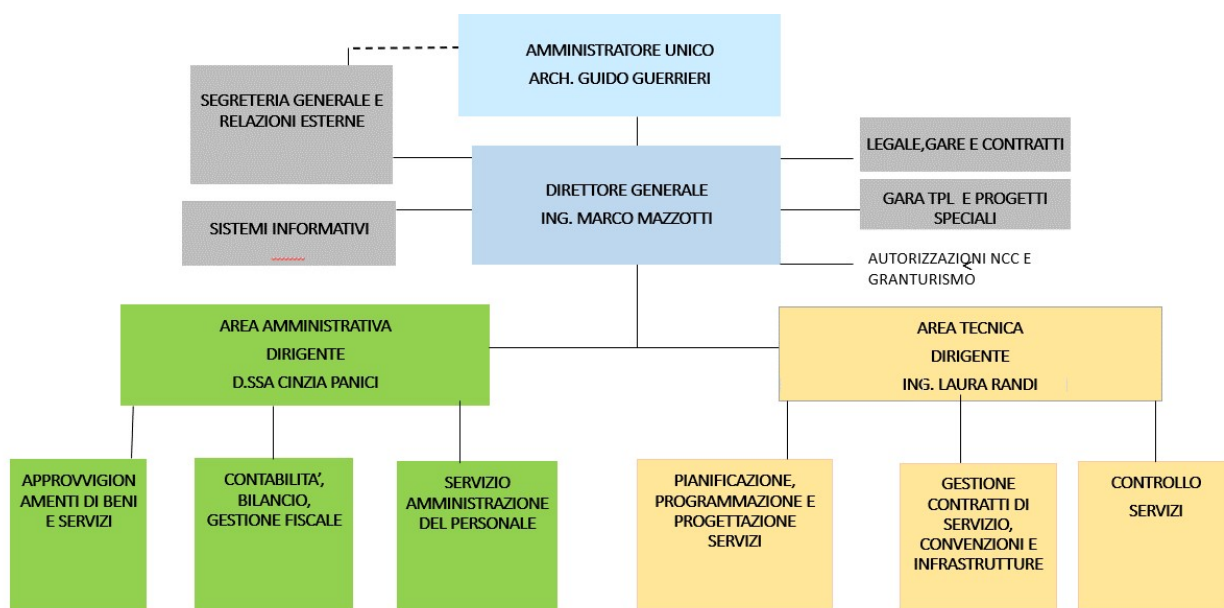 AMMINISTRATORE UNICO
ARCH. GUIDO GUERRIERI
SEGRETERIA GENERALE E
RELAZIONI ESTERNE
LEGALE,GARE E CONTRATTI
DIRETTORE GENERALE
ING. MARCO MAZZOTTI
GARA TPL E PROGETTI
SPECIALI
SISTEMI INFORMATIVI
AUTORIZZAZIONI NCC E
GRANTURISMO
AREA AMMINISTRATIVA
DIRIGENTE
D.SSA CINZIA PANICI
AREA TECNICA
DIRIGENTE
ING. LAURA RANDI
APPROVVIGION
AMENTI DI BENI
E SERVIZI
CONTABILITA’,
BILANCIO,
GESTIONE FISCALE
SERVIZIO
AMMINISTRAZIONE
DEL PERSONALE
PIANIFICAZIONE,
PROGRAMMAZIONE E
PROGETTAZIONE
SERVIZI
GESTIONE
CONTRATTI DI
SERVIZIO,
CONVENZIONI E
INFRASTRUTTURE
CONTROLLO
SERVIZI